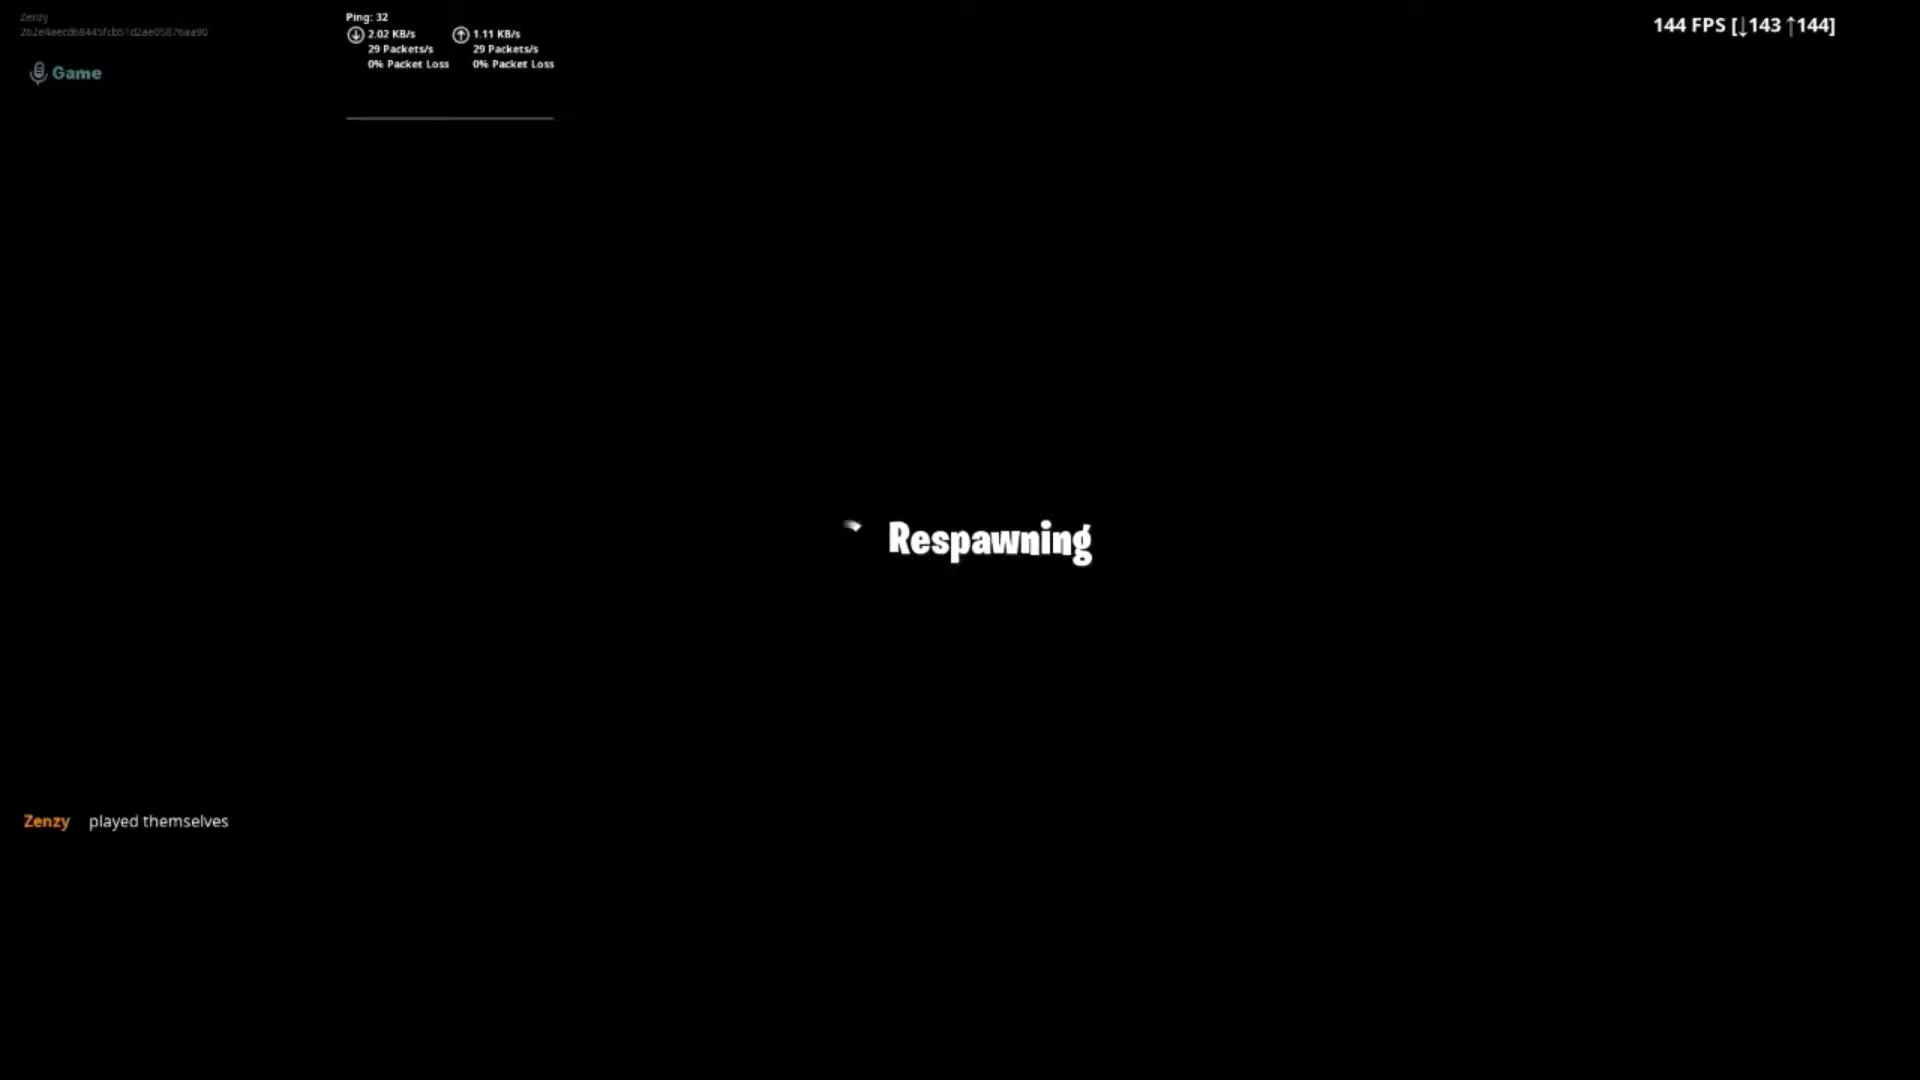 Zenzy
Ping: 32
2.02 KB/s 1.11 KB/s
29 Packets/s 29 Packets/s
0% Packet Loss 0% Packet Loss
144 FPS [↓143 ↑144]
Game
Respawning
Zenzy played themselves